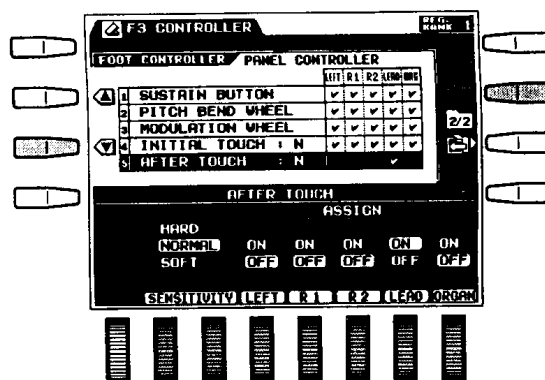 F3 CONTROLLER
REG. BANK 1
FOOT CONTROLLER PANEL CONTROLLER
LEFT R1 R2 LEAD ORG
1 SUSTAIN BUTTON ✔ ✔ ✔ ✔ ✔
2 PITCH BEND WHEEL ✔ ✔ ✔ ✔ ✔
3 MODULATION WHEEL ✔ ✔ ✔ ✔ ✔
2/2
4 INITIAL TOUCH : N ✔ ✔ ✔ ✔ ✔
5 AFTER TOUCH : N ✔
AFTER TOUCH
ASSIGN
HARD
NORMAL ON ON ON ON ON
SOFT OFF OFF OFF OFF OFF
SENSITIVITY LEFT R1 R2 LEAD ORGAN